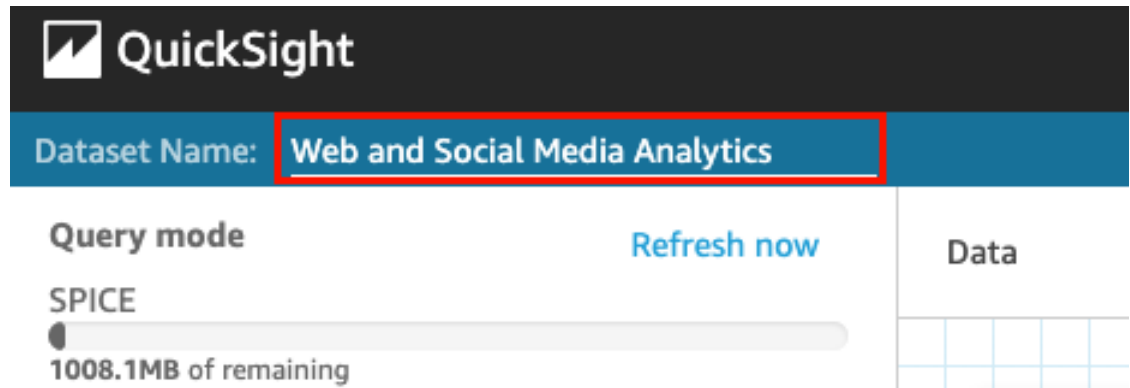 QuickSight
Dataset Name: Web and Social Media Analytics
Query mode
Refresh now
Data
SPICE
1008.1MB of remaining